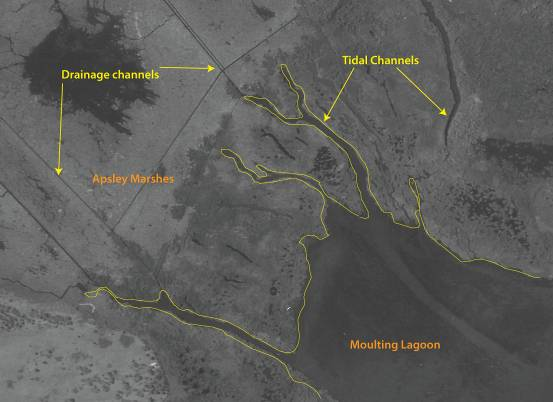 Tidal Channels
Drainage channels
Apsley Marshes
Moulting Lagoon